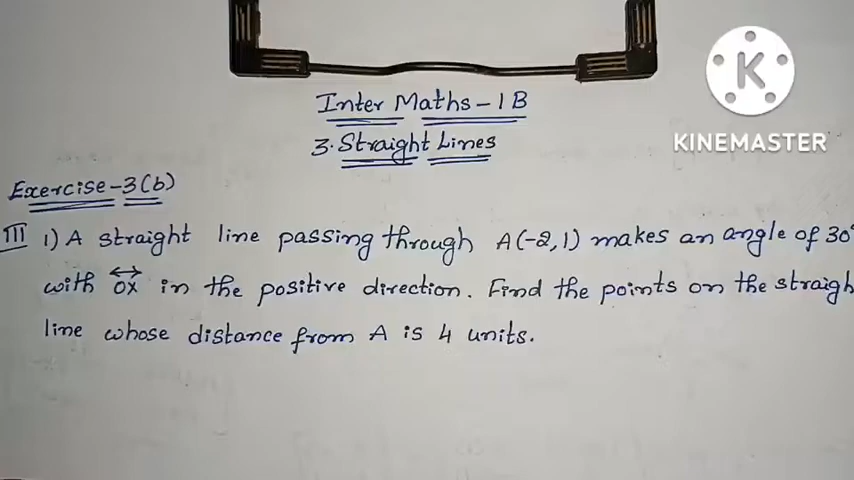 Inter Maths - 1B
3. Straight Lines
KINEMASTER
Exercise - 3(b)
III 1) A straight line passing through A(-2,1) makes an angle of 30°
with OX in the positive direction. Find the points on the straigh
line whose distance from A is 4 units.